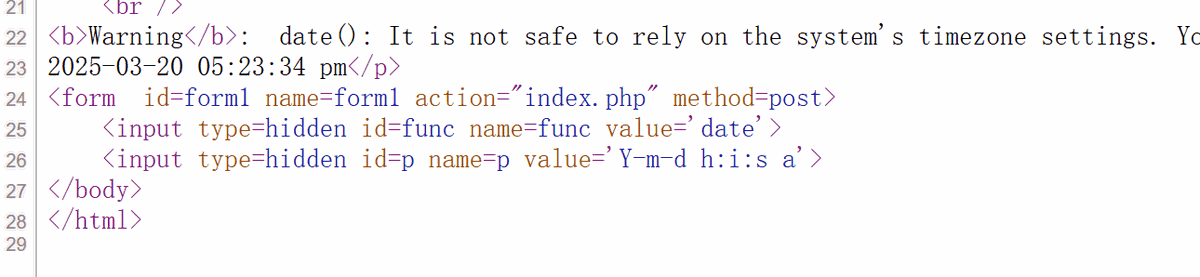 21     <br />
22 <b>Warning</b>:  date(): It is not safe to rely on the system's timezone settings. Yo
23 2025-03-20 05:23:34 pm</p>
24 <form  id=form1 name=form1 action="index.php" method=post>
25     <input type=hidden id=func name=func value='date'>
26     <input type=hidden id=p name=p value='Y-m-d h:i:s a'>
27 </body>
28 </html>
29